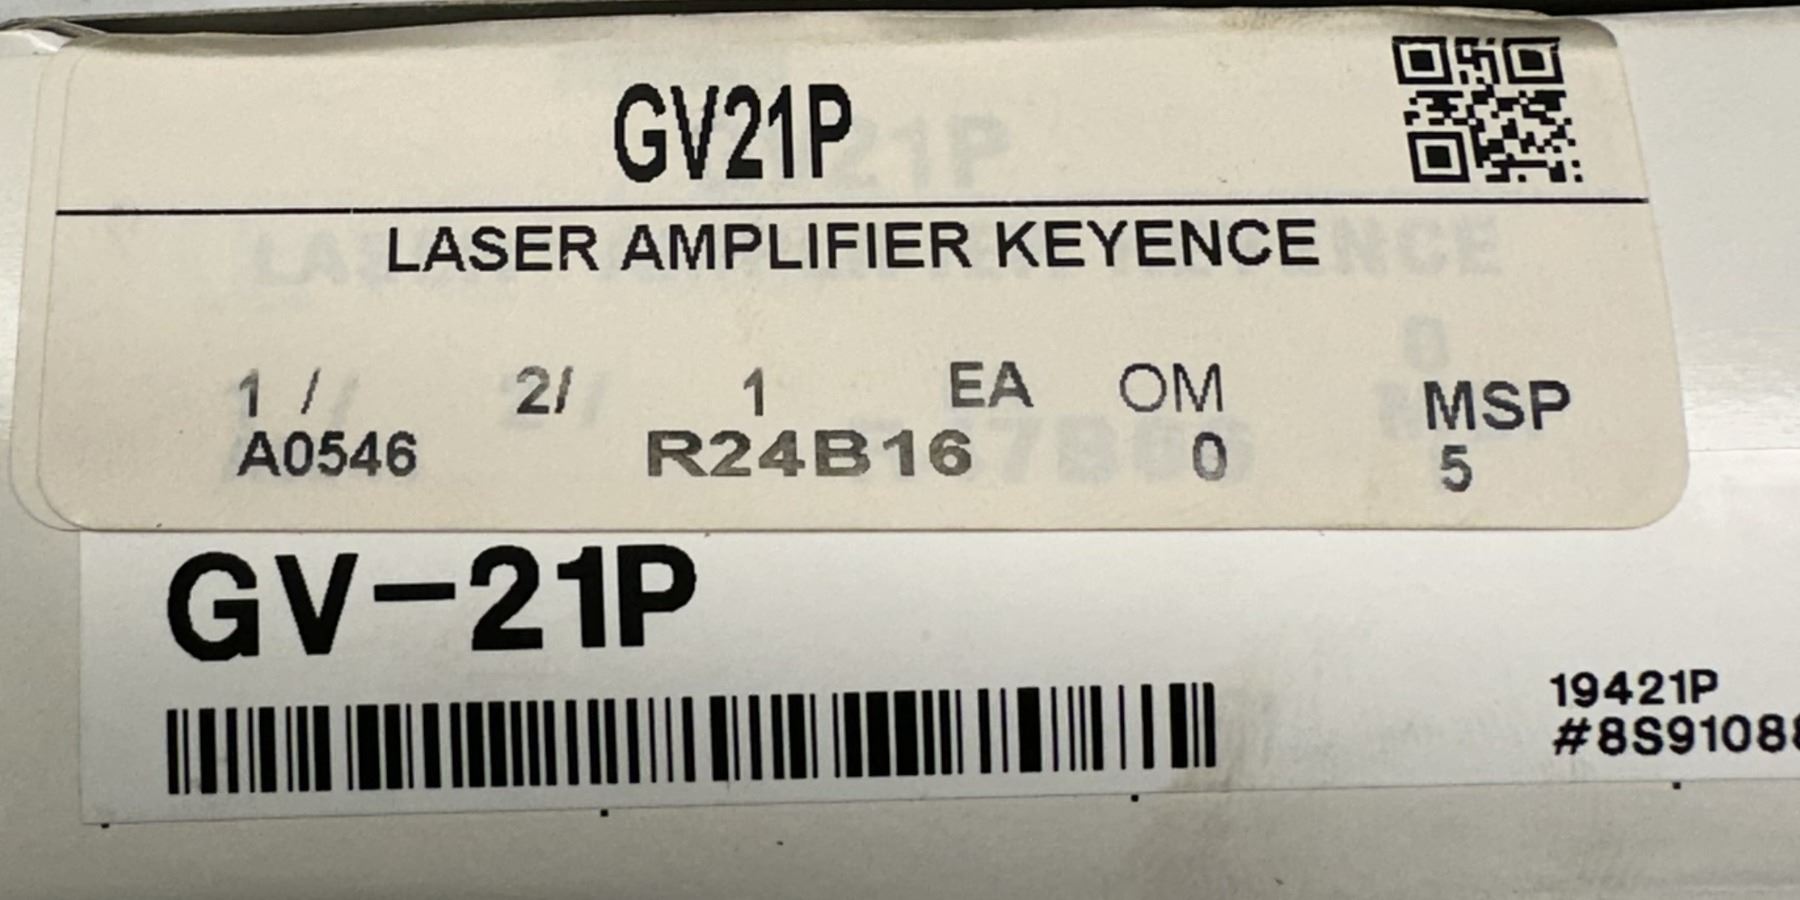 GV21P
LASER AMPLIFIER KEYENCE
1 / 2/ 1 EA OM MSP
A0546 R24B16 0 5
GV-21P
19421P